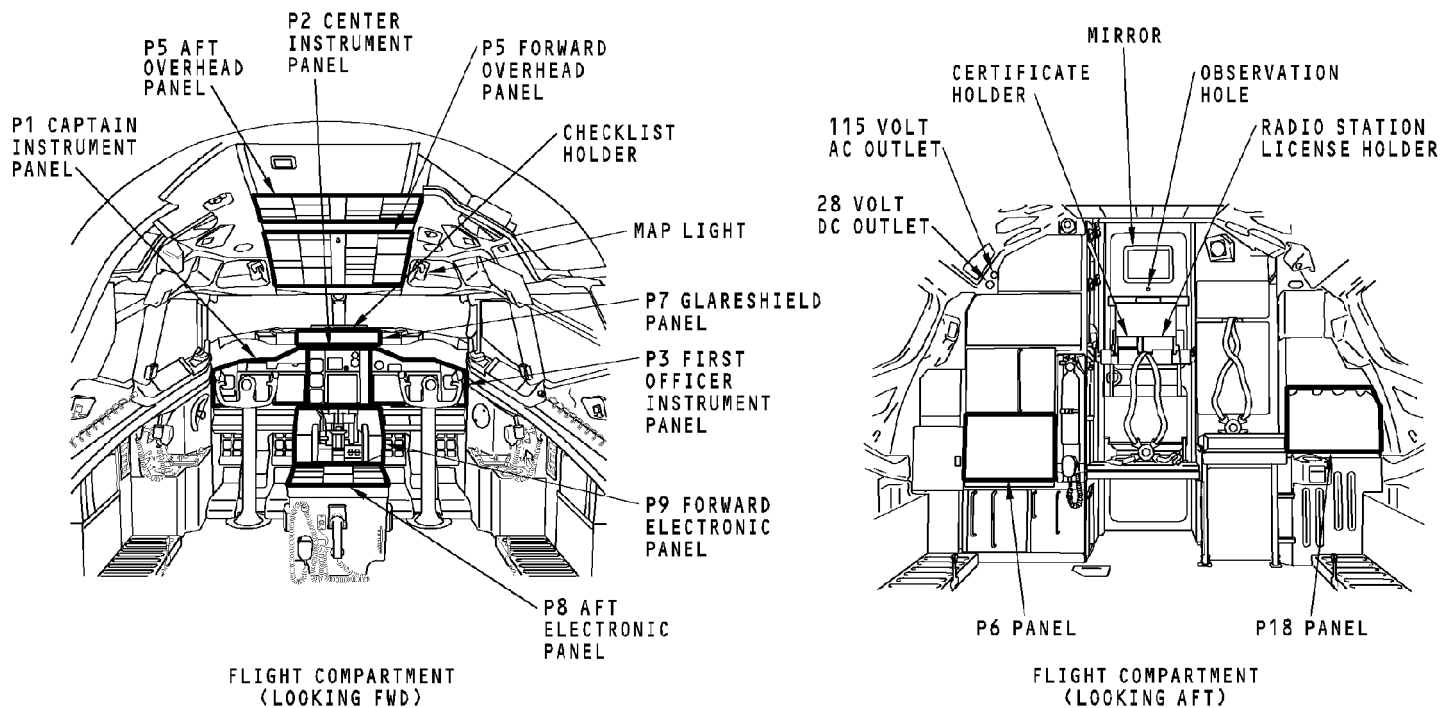 P2 CENTER
INSTRUMENT
PANEL
P5 AFT
OVERHEAD
PANEL
P5 FORWARD
OVERHEAD
PANEL
P1 CAPTAIN
INSTRUMENT
PANEL
CHECKLIST
HOLDER
MAP LIGHT
P7 GLARESHIELD
PANEL
P3 FIRST
OFFICER
INSTRUMENT
PANEL
P9 FORWARD
ELECTRONIC
PANEL
P8 AFT
ELECTRONIC
PANEL
FLIGHT COMPARTMENT
(LOOKING FWD)
MIRROR
CERTIFICATE
HOLDER
OBSERVATION
HOLE
115 VOLT
AC OUTLET
RADIO STATION
LICENSE HOLDER
28 VOLT
DC OUTLET
P6 PANEL
P18 PANEL
FLIGHT COMPARTMENT
(LOOKING AFT)